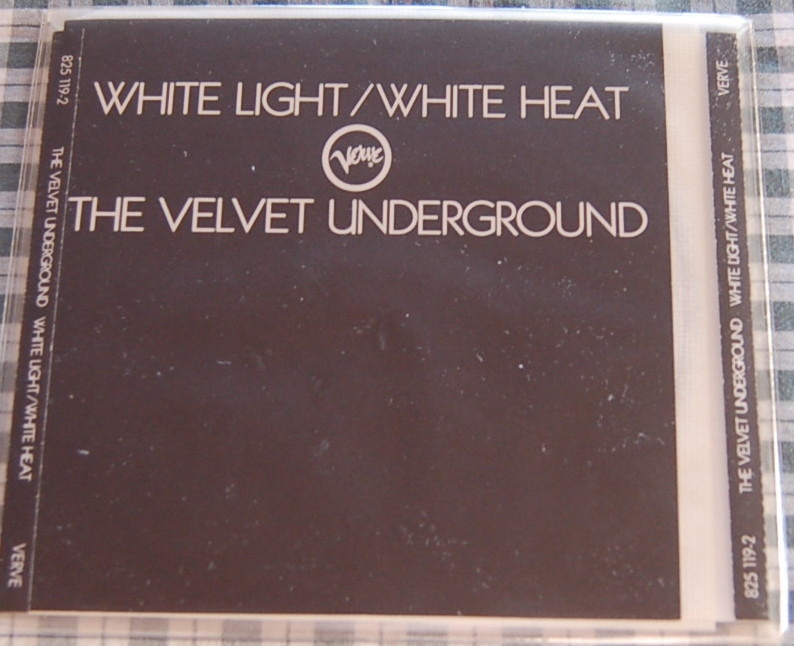 825 119-2 THE VELVET UNDERGROUND WHITE LIGHT/WHITE HEAT VERVE
WHITE LIGHT/WHITE HEAT
Verve
THE VELVET UNDERGROUND
825 119-2 THE VELVET UNDERGROUND WHITE LIGHT/WHITE HEAT VERVE